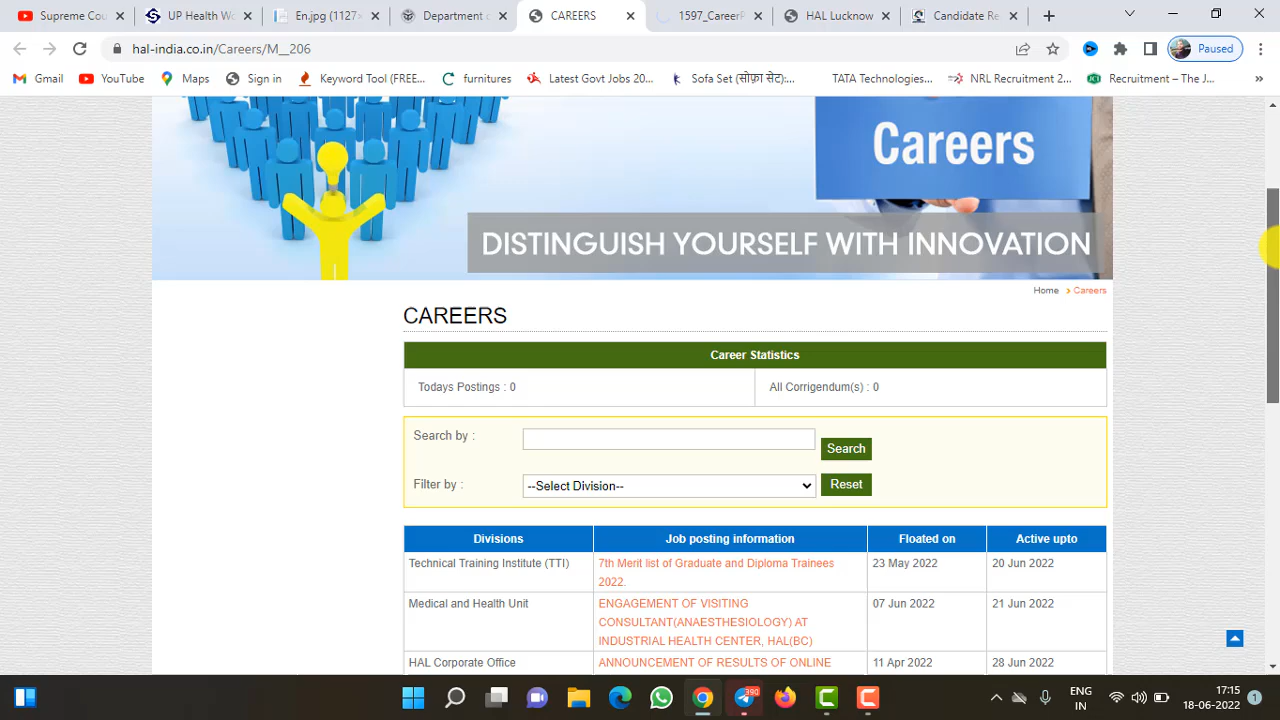 Supreme Cou
UP Health Wo
En.jpg (1127×
Department o
CAREERS
1597_CareerP
HAL Lucknow
Candidate Re
hal-india.co.in/Careers/M__206
Paused
Gmail
YouTube
Maps
Sign in
Keyword Tool (FREE...
furnitures
Latest Govt Jobs 20...
Sofa Set (सोफ़ा सेट):...
TATA Technologies...
NRL Recruitment 2...
Recruitment – The J...
Careers
DISTINGUISH YOURSELF WITH INNOVATION
Home > Careers
CAREERS
Career Statistics
Todays Postings : 0 All Corrigendum(s) : 0
Search by :
Search
Filter by : --Select Division-- Reset
Divisions Job posting information Floated on Active upto
Technical Training Institute (TTI) 7th Merit list of Graduate and Diploma Trainees 23 May 2022 20 Jun 2022
2022.
Medical and Health Unit ENGAGEMENT OF VISITING 07 Jun 2022 21 Jun 2022
CONSULTANT(ANAESTHESIOLOGY) AT
INDUSTRIAL HEALTH CENTER, HAL(BC)
HAL Corporate Office ANNOUNCEMENT OF RESULTS OF ONLINE 11 Apr 2022 28 Jun 2022
390
ENG
IN
17:15
18-06-2022
1